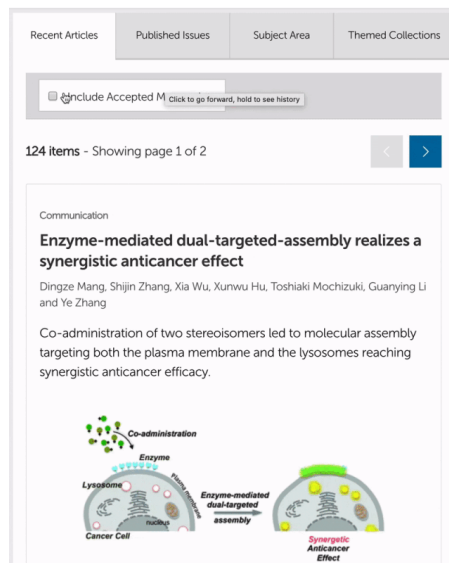 Recent Articles
Published Issues
Subject Area
Themed Collections
Include Accepted
Click to go forward, hold to see history
124 items - Showing page 1 of 2
Communication
Enzyme-mediated dual-targeted-assembly realizes a
synergistic anticancer effect
Dingze Mang, Shijin Zhang, Xia Wu, Xunwu Hu, Toshiaki Mochizuki, Guanying Li
and Ye Zhang
Co-administration of two stereoisomers led to molecular assembly
targeting both the plasma membrane and the lysosomes reaching
synergistic anticancer efficacy.
Co-administration
Enzyme
Lysosome
Plasma membrane
nucleus
Cancer Cell
Enzyme-mediated
dual-targeted
assembly
Synergetic
Anticancer
Effect